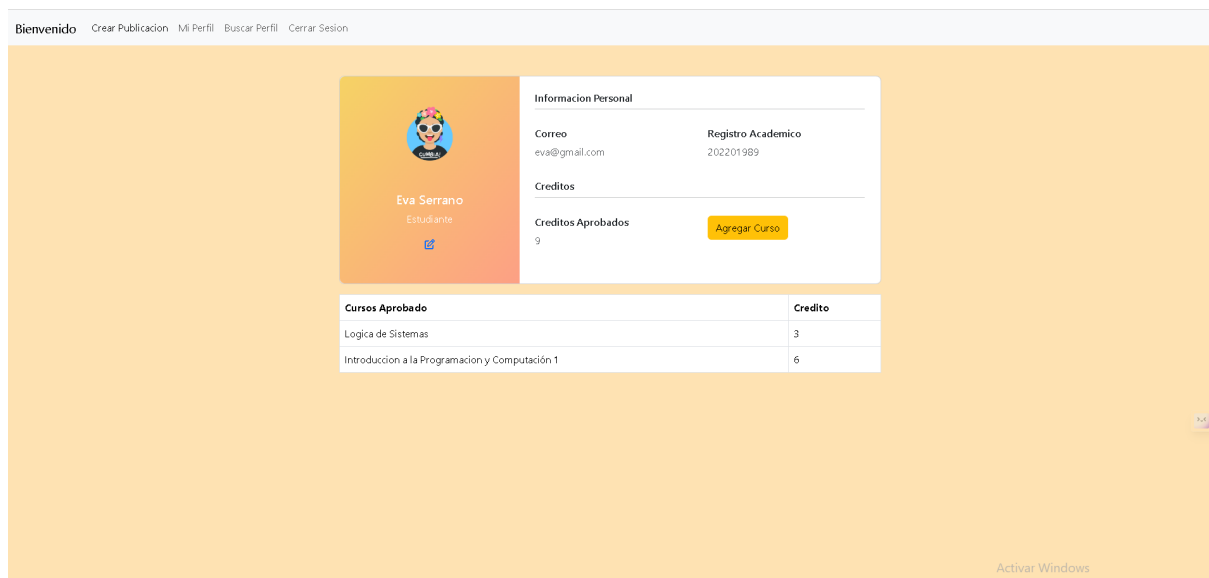 Bienvenido Crear Publicacion Mi Perfil Buscar Perfil Cerrar Sesion
Informacion Personal
Correo Registro Academico
eva@gmail.com 202201989
Creditos
Eva Serrano
Estudiante
Creditos Aprobados Agregar Curso
9
Cursos Aprobado Credito
Logica de Sistemas 3
Introduccion a la Programacion y Computación 1 6
Activar Windows